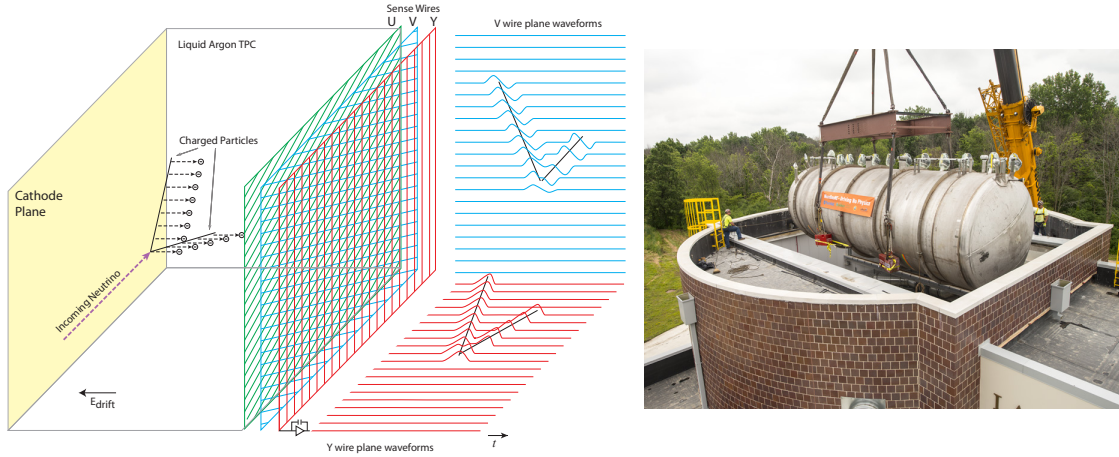 Sense Wires
U V Y
V wire plane waveforms
Liquid Argon TPC
Charged Particles
Cathode
Plane
Incoming Neutrino
Edrift
Y wire plane waveforms
t
L A